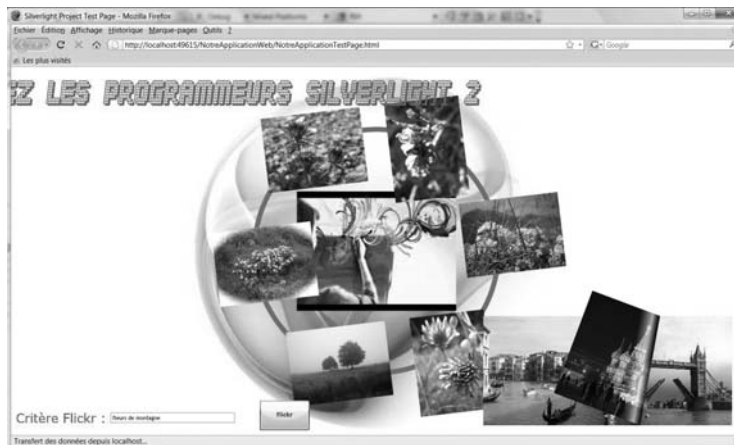 Silverlight Project Test Page - Mozilla Firefox
Fichier Édition Affichage Historique Marque-pages Outils ?
http://localhost:49615/NotreApplicationWeb/NotreApplicationTestPage.html
Google
Les plus visités
EZ LES PROGRAMMEURS SILVERLIGHT 2
Critère Flickr :
fleurs de montagne
Flickr
Transfert des données depuis localhost...